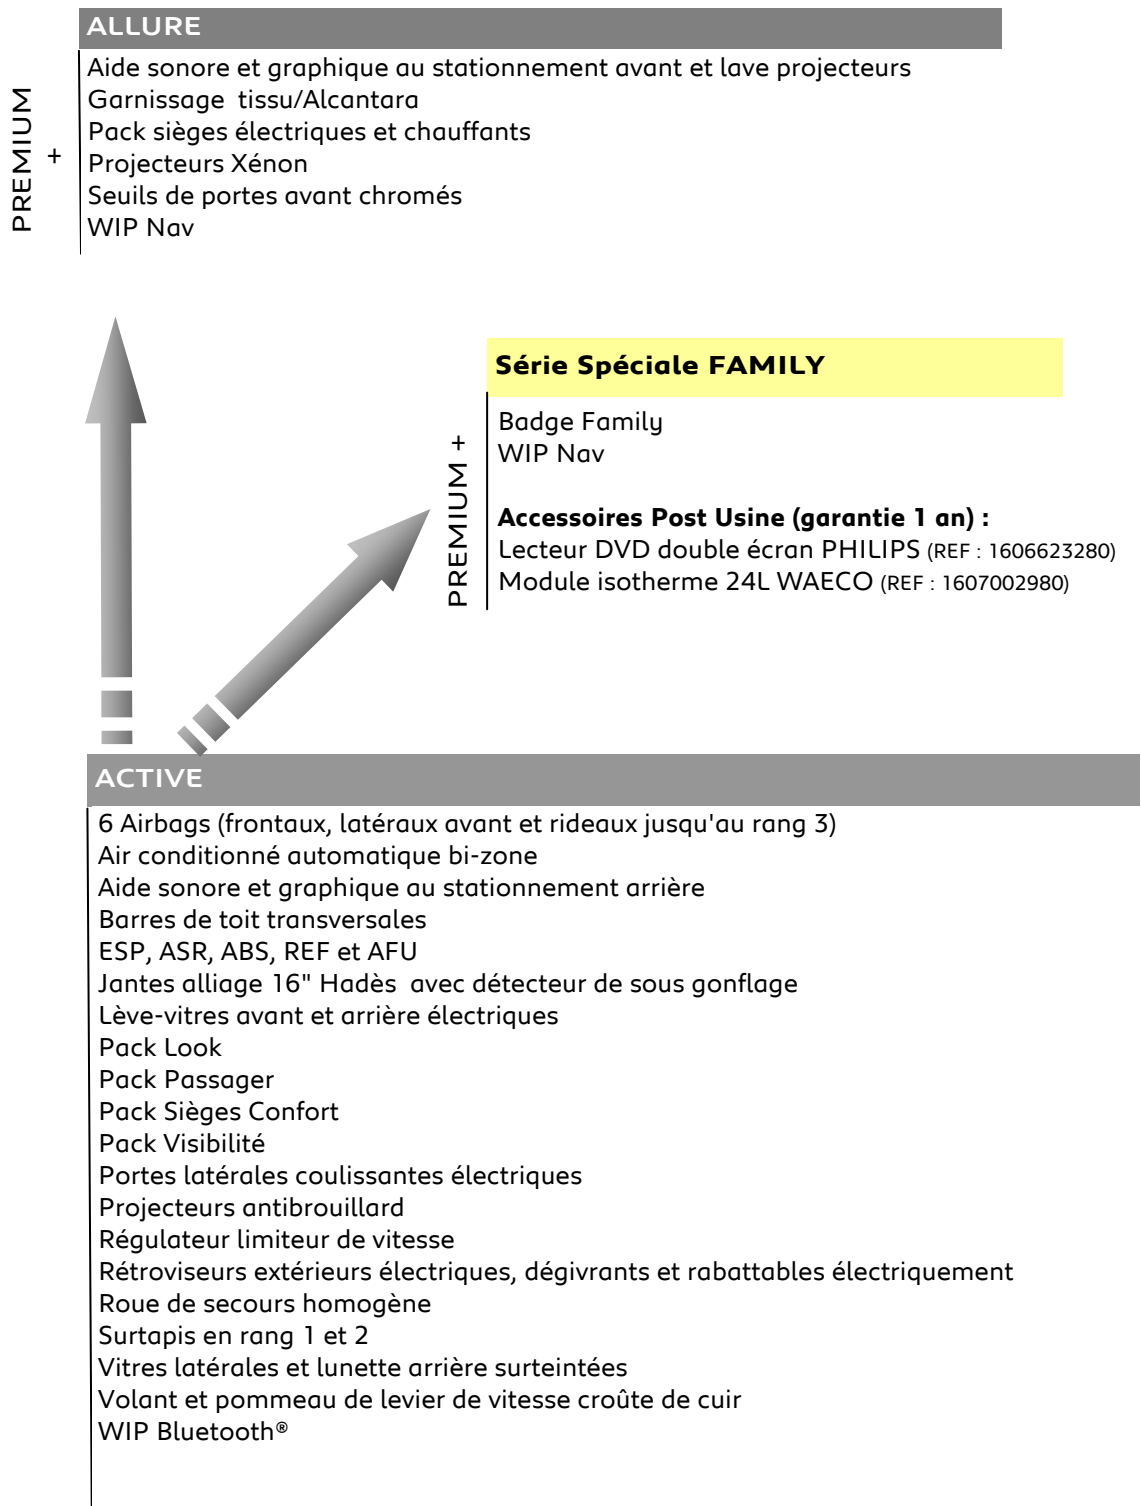 ALLURE
PREMIUM
+
Aide sonore et graphique au stationnement avant et lave projecteurs
Garnissage  tissu/Alcantara
Pack sièges électriques et chauffants
Projecteurs Xénon
Seuils de portes avant chromés
WIP Nav
Série Spéciale FAMILY
PREMIUM +
Badge Family
WIP Nav
Accessoires Post Usine (garantie 1 an) :
Lecteur DVD double écran PHILIPS (REF : 1606623280)
Module isotherme 24L WAECO (REF : 1607002980)
ACTIVE
6 Airbags (frontaux, latéraux avant et rideaux jusqu'au rang 3)
Air conditionné automatique bi-zone
Aide sonore et graphique au stationnement arrière
Barres de toit transversales
ESP, ASR, ABS, REF et AFU
Jantes alliage 16" Hadès  avec détecteur de sous gonflage
Lève-vitres avant et arrière électriques
Pack Look
Pack Passager
Pack Sièges Confort
Pack Visibilité
Portes latérales coulissantes électriques
Projecteurs antibrouillard
Régulateur limiteur de vitesse
Rétroviseurs extérieurs électriques, dégivrants et rabattables électriquement
Roue de secours homogène
Surtapis en rang 1 et 2
Vitres latérales et lunette arrière surteintées
Volant et pommeau de levier de vitesse croûte de cuir
WIP Bluetooth®